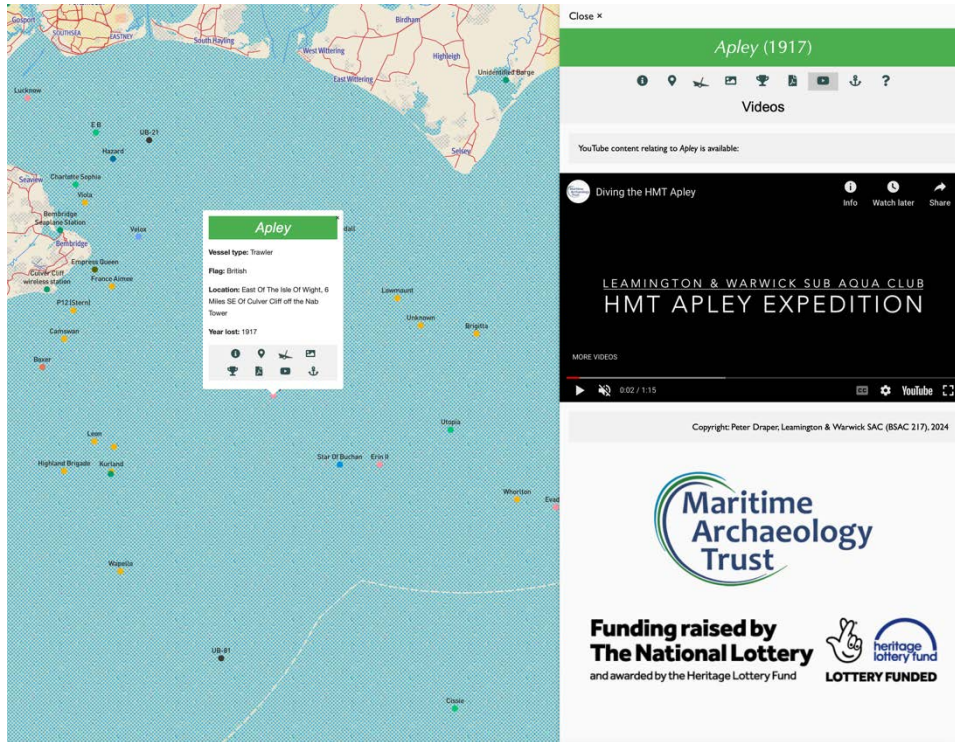 Gosport
SOUTHSEA
EASTNEY
South Hayling
Birdham
West Wittering
Highleigh
East Wittering
Unidentified Barge
Selsey
Lucknow
E B
UB-21
Hazard
Seaview
Charlotte Sophia
Viola
Bembridge
Seaplane Station
Velox
Bembridge
Empress Queen
Culver Cliff
wireless station
Franco Aimee
P12 (Stern)
Camswan
Boxer
Leon
Highland Brigade
Kurland
Wapella
UB-81
Lowmount
Unknown
Brigitta
Utopia
Star Of Buchan
Erin II
Whorlton
Clode
Apley
Vessel type: Trawler
Flag: British
Location: East Of The Isle Of Wight, 6
Miles SE Of Culver Cliff off the Nab
Tower
Year lost: 1917
Close ×
Apley (1917)
?
Videos
YouTube content relating to Apley is available:
Diving the HMT Apley
Info
Watch later
Share
LEAMINGTON & WARWICK SUB AQUA CLUB
HMT APLEY EXPEDITION
MORE VIDEOS
0:02 / 1:15
CC
YouTube
Copyright: Peter Draper, Leamington & Warwick SAC (BSAC 217), 2024
Maritime
Archaeology
Trust
Funding raised by
The National Lottery
and awarded by the Heritage Lottery Fund
heritage
lottery fund
LOTTERY FUNDED